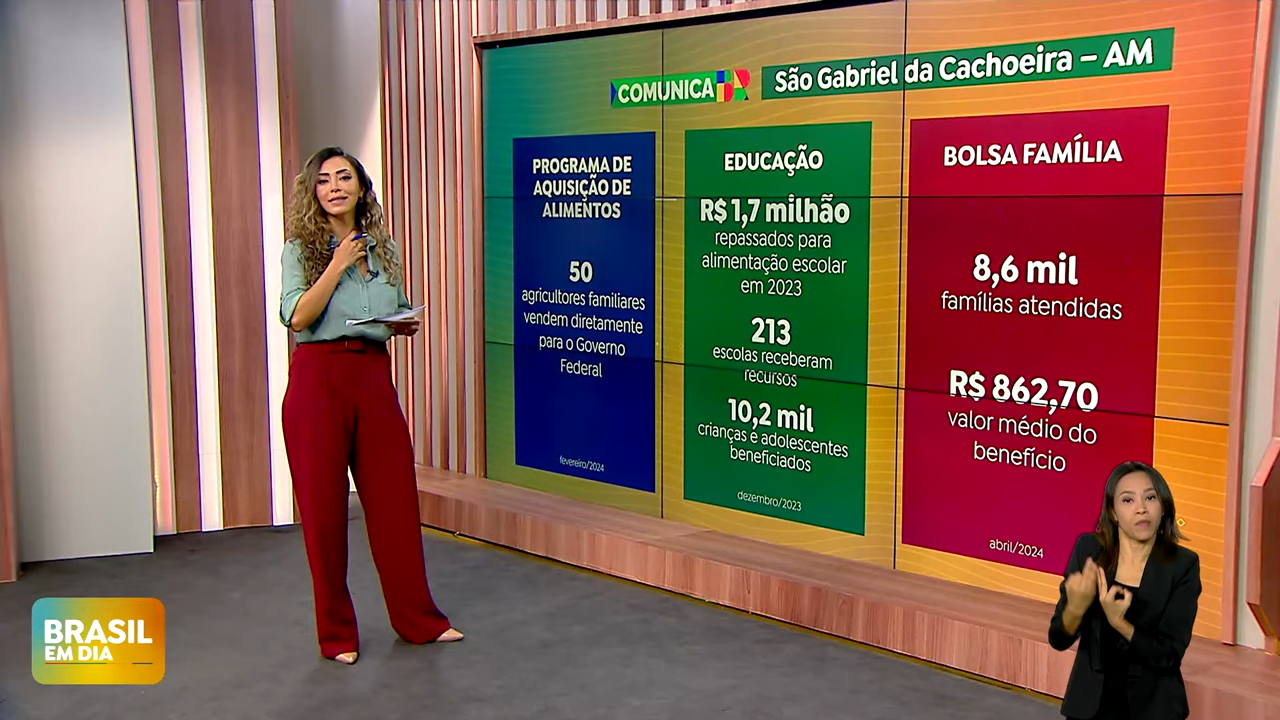 COMUNICABR
São Gabriel da Cachoeira – AM
PROGRAMA DE
AQUISIÇÃO DE
ALIMENTOS
50
agricultores familiares
vendem diretamente
para o Governo
Federal
fevereiro/2024
EDUCAÇÃO
R$ 1,7 milhão
repassados para
alimentação escolar
em 2023
213
escolas receberam
recursos
10,2 mil
crianças e adolescentes
beneficiados
dezembro/2023
BOLSA FAMÍLIA
8,6 mil
famílias atendidas
R$ 862,70
valor médio do
benefício
abril/2024
BRASIL
EM DIA